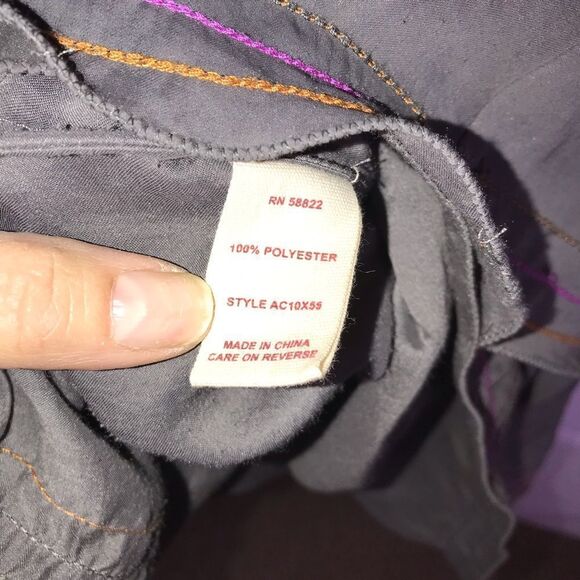 RN 58822
100% POLYESTER
STYLE AC10X55
MADE IN CHINA
CARE ON REVERSE